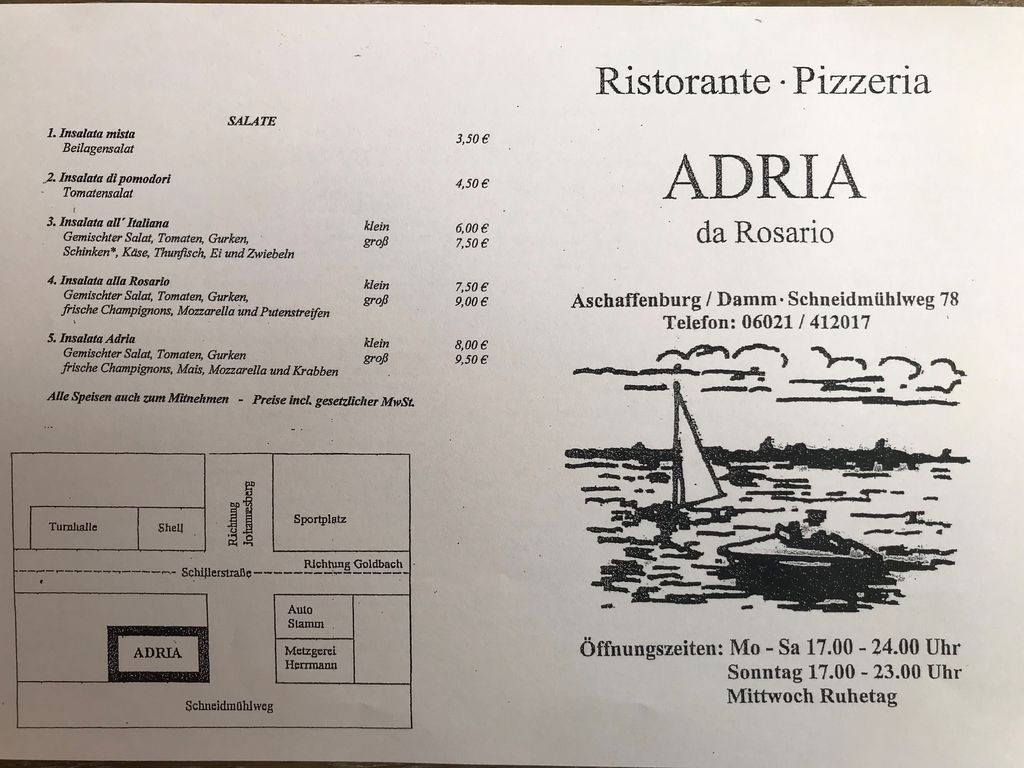 SALATE
1. Insalata mista 3,50 €
Beilagensalat
2. Insalata di pomodori 4,50 €
Tomatensalat
3. Insalata all' Italiana klein 6,00 €
Gemischter Salat, Tomaten, Gurken, groß 7,50 €
Schinken*, Käse, Thunfisch, Ei und Zwiebeln
4. Insalata alla Rosario klein 7,50 €
Gemischter Salat, Tomaten, Gurken, groß 9,00 €
frische Champignons, Mozzarella und Putenstreifen
5. Insalata Adria klein 8,00 €
Gemischter Salat, Tomaten, Gurken groß 9,50 €
frische Champignons, Mais, Mozzarella und Krabben
Alle Speisen auch zum Mitnehmen - Preise incl. gesetzlicher MwSt.
Turnhalle
Shell
Richtung
Johannesberg
Sportplatz
Schillerstraße
Richtung Goldbach
ADRIA
Auto
Stamm
Metzgerei
Herrmann
Schneidmühlweg
Ristorante · Pizzeria
ADRIA
da Rosario
Aschaffenburg / Damm · Schneidmühlweg 78
Telefon: 06021 / 412017
Öffnungszeiten: Mo - Sa 17.00 - 24.00 Uhr
Sonntag 17.00 - 23.00 Uhr
Mittwoch Ruhetag